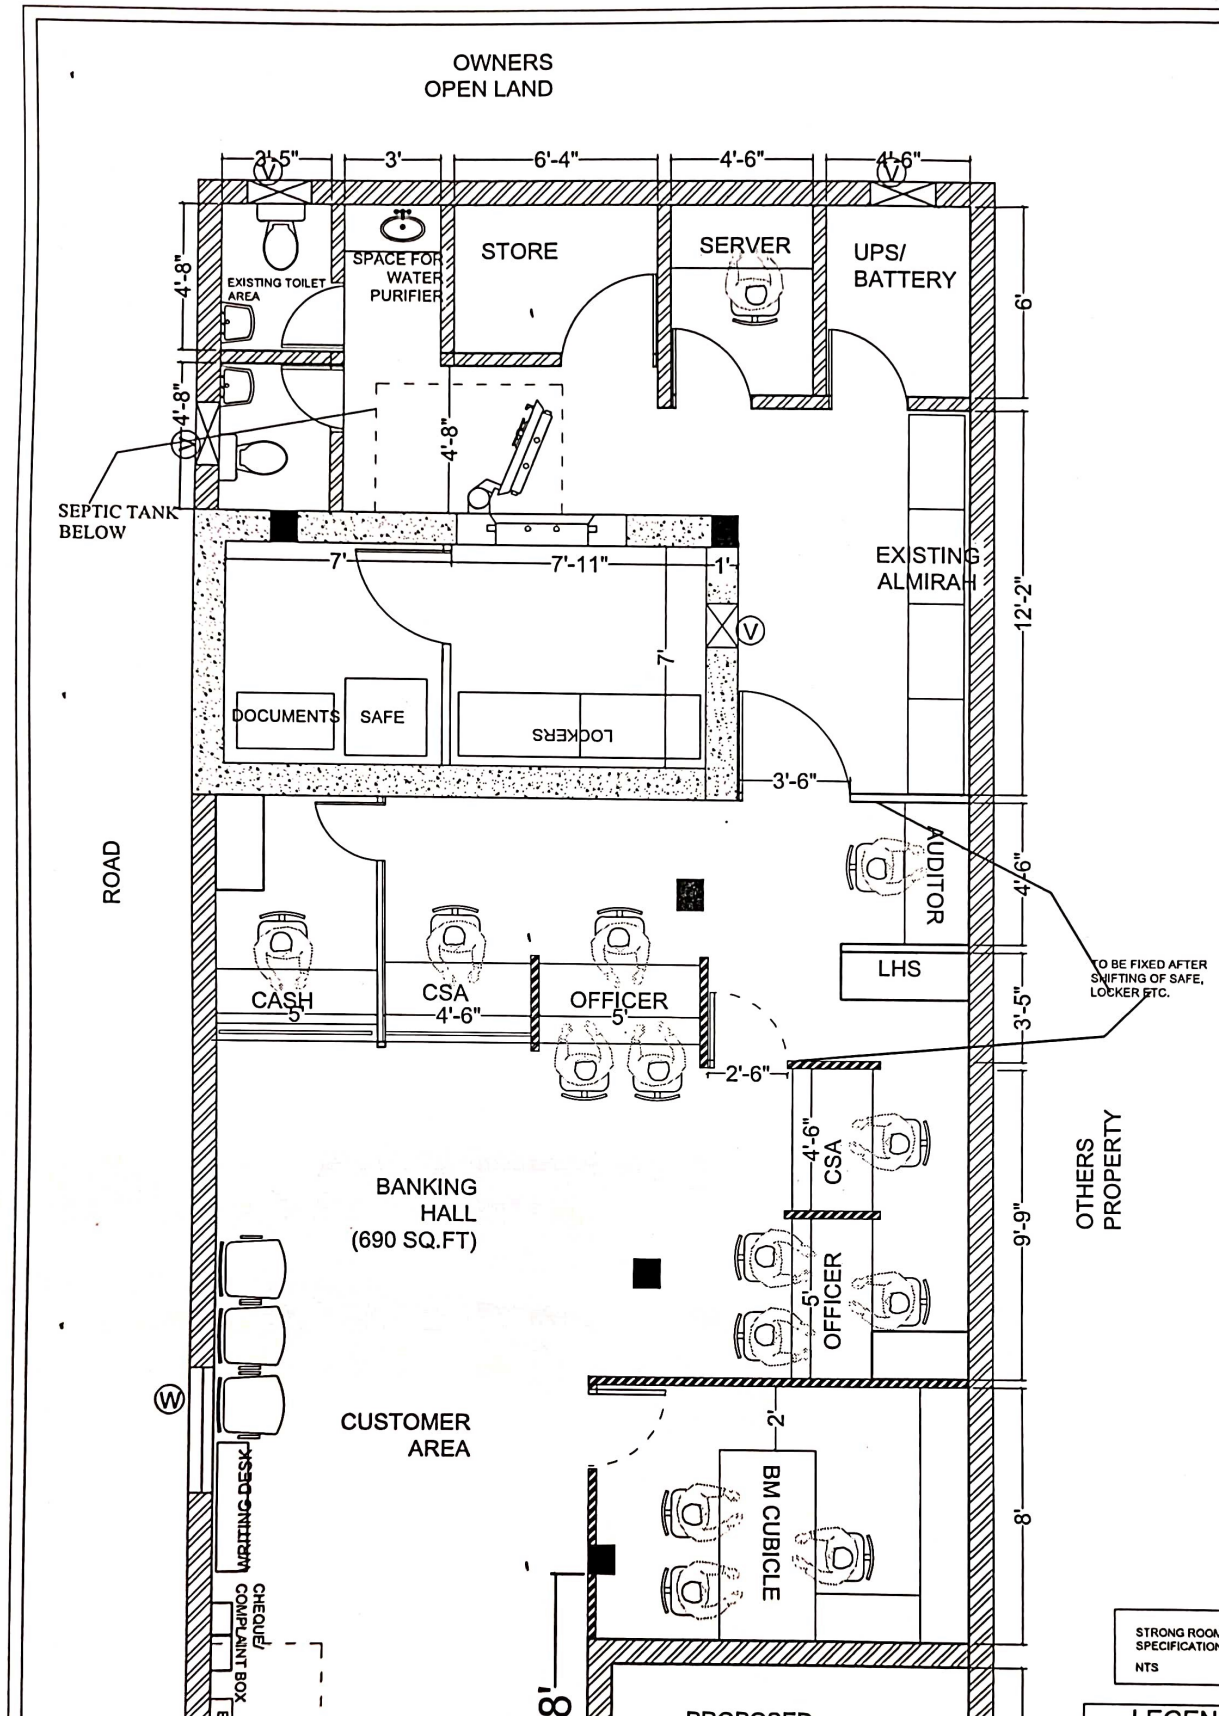 OWNERS
OPEN LAND
3'-5"
3'
6'-4"
4'-6"
4'-6"
V
V
STORE
SERVER
UPS/
BATTERY
SPACE FOR
WATER
PURIFIER
EXISTING TOILET
AREA
4'-8"
6'
4'-8"
4'-8"
V
SEPTIC TANK
BELOW
7'
7'-11"
1'
EXISTING
ALMIRAH
12'-2"
V
7'
DOCUMENTS
SAFE
LOCKERS
3'-6"
ROAD
AUDITOR
4'-6"
LHS
TO BE FIXED AFTER
SHIFTING OF SAFE,
LOCKER ETC.
CASH
5'
CSA
4'-6"
OFFICER
5'
3'-5"
2'-6"
4'-6"
CSA
OTHERS
PROPERTY
BANKING
HALL
(690 SQ.FT)
9'-9"
5'
OFFICER
W
CUSTOMER
AREA
2'
WRITING DESK
BM CUBICLE
8'
CHEQUE/
COMPLAINT BOX
8'
STRONG ROOM
SPECIFICATION
NTS
PROPOSED
LEGEN